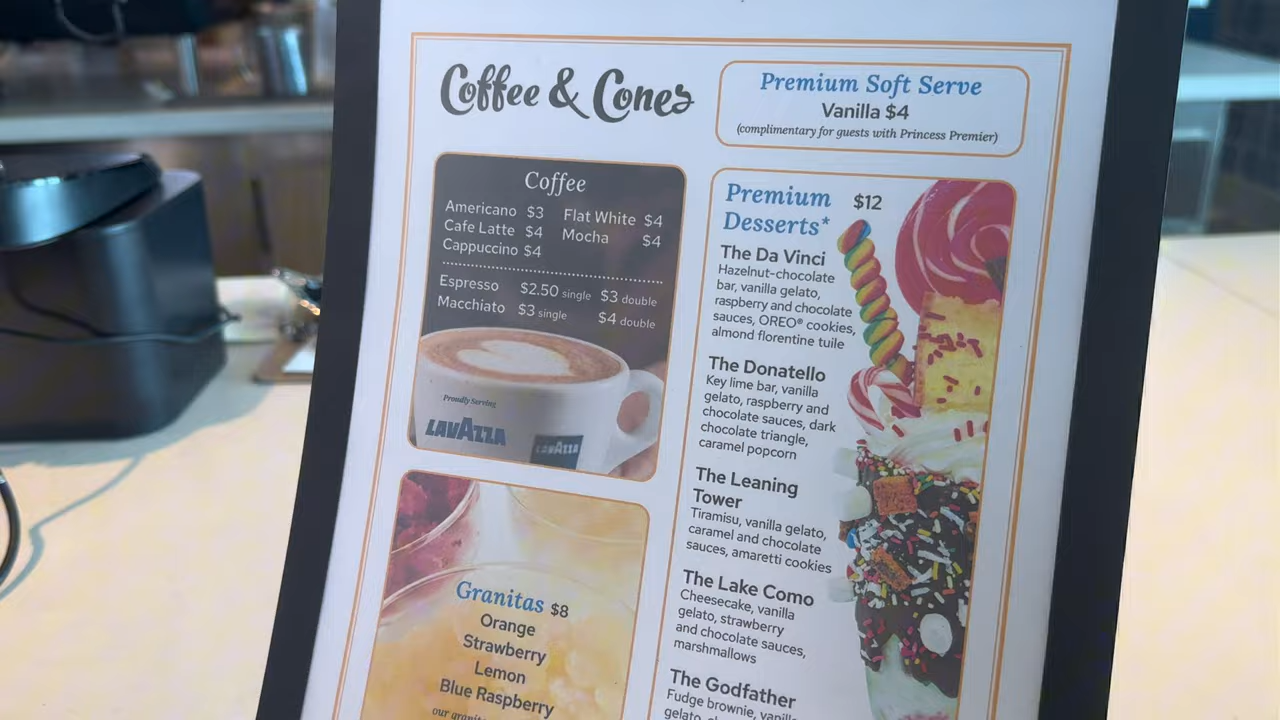 Coffee & Cones
Premium Soft Serve
Vanilla $4
(complimentary for guests with Princess Premier)
Coffee
Americano $3 Flat White $4
Cafe Latte $4 Mocha $4
Cappuccino $4
Espresso $2.50 single $3 double
Macchiato $3 single $4 double
Proudly Serving
LAVAZZA
LAVAZZA
Granitas $8
Orange
Strawberry
Lemon
Blue Raspberry
our
Premium $12
Desserts*
The Da Vinci
Hazelnut-chocolate
bar, vanilla gelato,
raspberry and chocolate
sauces, OREO® cookies,
almond florentine tuile
The Donatello
Key lime bar, vanilla
gelato, raspberry and
chocolate sauces, dark
chocolate triangle,
caramel popcorn
The Leaning
Tower
Tiramisu, vanilla gelato,
caramel and chocolate
sauces, amaretti cookies
The Lake Como
Cheesecake, vanilla
gelato, strawberry
and chocolate sauces,
marshmallows
The Godfather
Fudge brownie, vanilla
gelato,